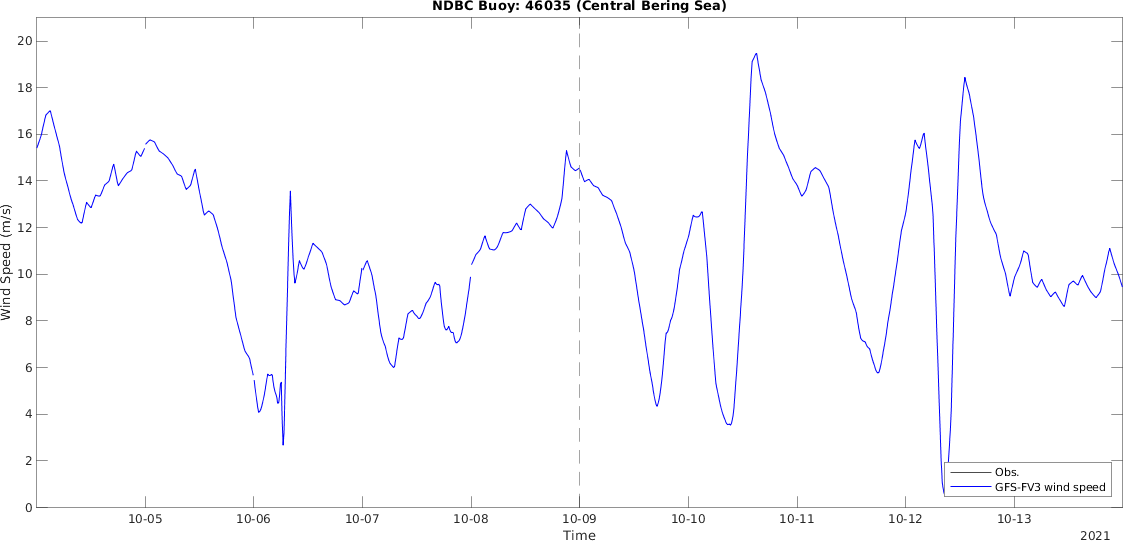 NDBC Buoy: 46035 (Central Bering Sea)
20
18
16
14
12
10
8
6
4
2
0
Wind Speed (m/s)
Obs.
GFS-FV3 wind speed
10-05 10-06 10-07 10-08 10-09 10-10 10-11 10-12 10-13
Time
2021